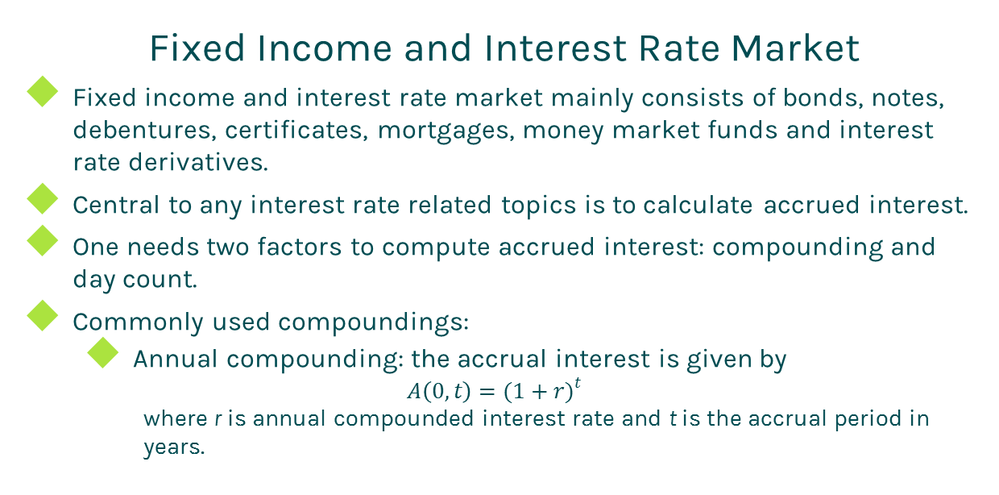 Fixed Income and Interest Rate Market
Fixed income and interest rate market mainly consists of bonds, notes,
debentures, certificates, mortgages, money market funds and interest
rate derivatives.
Central to any interest rate related topics is to calculate accrued interest.
One needs two factors to compute accrued interest: compounding and
day count.
Commonly used compoundings:
Annual compounding: the accrual interest is given by
A(0, t) = (1 + r)^t
where r is annual compounded interest rate and t is the accrual period in
years.